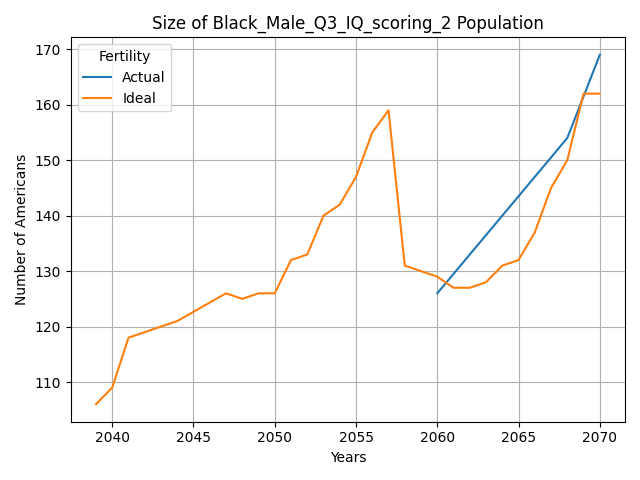 Size of Black_Male_Q3_IQ_scoring_2 Population
Fertility
Actual
Ideal
Number of Americans
170
160
150
140
130
120
110
2040
2045
2050
2055
2060
2065
2070
Years